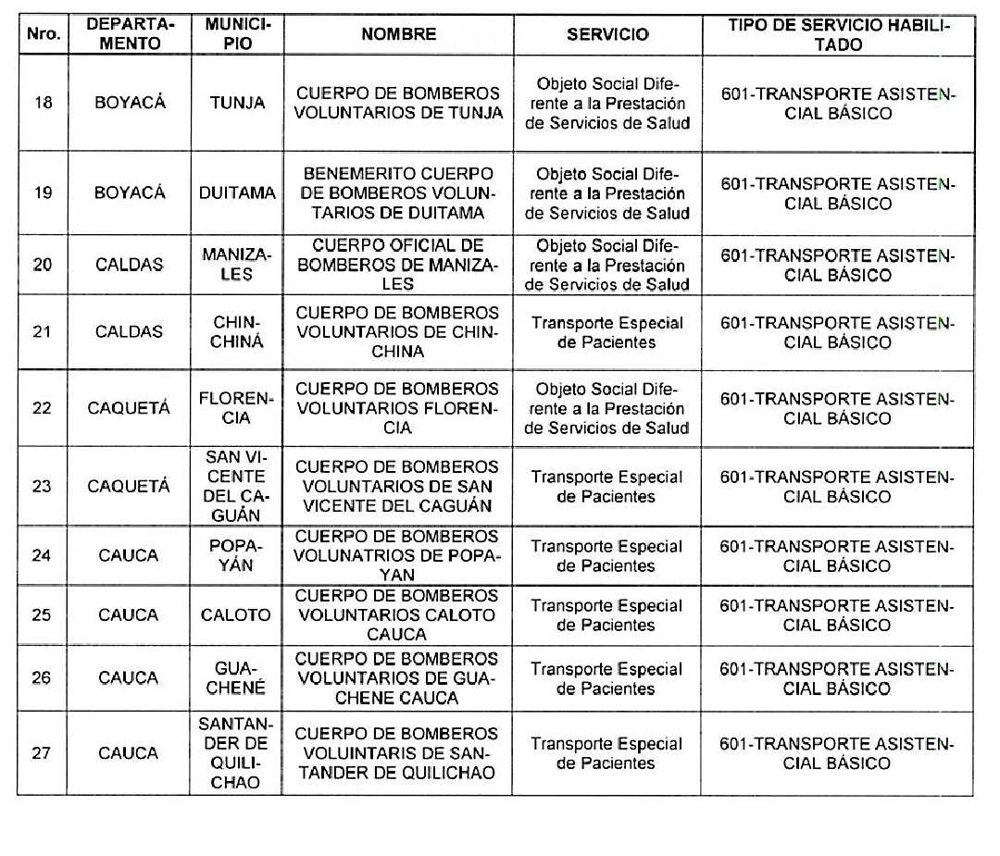 Nro.
DEPARTA-
MENTO
MUNICI-
PIO
NOMBRE
SERVICIO
TIPO DE SERVICIO HABILI-
TADO
18
BOYACÁ
TUNJA
CUERPO DE BOMBEROS
VOLUNTARIOS DE TUNJA
Objeto Social Dife-
rente a la Prestación
de Servicios de Salud
601-TRANSPORTE ASISTEN-
CIAL BÁSICO
19
BOYACÁ
DUITAMA
BENEMERITO CUERPO
DE BOMBEROS VOLUN-
TARIOS DE DUITAMA
Objeto Social Dife-
rente a la Prestación
de Servicios de Salud
601-TRANSPORTE ASISTEN-
CIAL BÁSICO
20
CALDAS
MANIZA-
LES
CUERPO OFICIAL DE
BOMBEROS DE MANIZA-
LES
Objeto Social Dife-
rente a la Prestación
de Servicios de Salud
601-TRANSPORTE ASISTEN-
CIAL BÁSICO
21
CALDAS
CHIN-
CHINÁ
CUERPO DE BOMBEROS
VOLUNTARIOS DE CHIN-
CHINA
Transporte Especial
de Pacientes
601-TRANSPORTE ASISTEN-
CIAL BÁSICO
22
CAQUETÁ
FLOREN-
CIA
CUERPO DE BOMBEROS
VOLUNTARIOS FLOREN-
CIA
Objeto Social Dife-
rente a la Prestación
de Servicios de Salud
601-TRANSPORTE ASISTEN-
CIAL BÁSICO
23
CAQUETÁ
SAN VI-
CENTE
DEL CA-
GUÁN
CUERPO DE BOMBEROS
VOLUNTARIOS DE SAN
VICENTE DEL CAGUÁN
Transporte Especial
de Pacientes
601-TRANSPORTE ASISTEN-
CIAL BÁSICO
24
CAUCA
POPA-
YÁN
CUERPO DE BOMBEROS
VOLUNATRIOS DE POPA-
YAN
Transporte Especial
de Pacientes
601-TRANSPORTE ASISTEN-
CIAL BÁSICO
25
CAUCA
CALOTO
CUERPO DE BOMBEROS
VOLUNTARIOS CALOTO
CAUCA
Transporte Especial
de Pacientes
601-TRANSPORTE ASISTEN-
CIAL BÁSICO
26
CAUCA
GUA-
CHENÉ
CUERPO DE BOMBEROS
VOLUNTARIOS DE GUA-
CHENE CAUCA
Transporte Especial
de Pacientes
601-TRANSPORTE ASISTEN-
CIAL BÁSICO
27
CAUCA
SANTAN-
DER DE
QUILI-
CHAO
CUERPO DE BOMBEROS
VOLUINTARIS DE SAN-
TANDER DE QUILICHAO
Transporte Especial
de Pacientes
601-TRANSPORTE ASISTEN-
CIAL BÁSICO